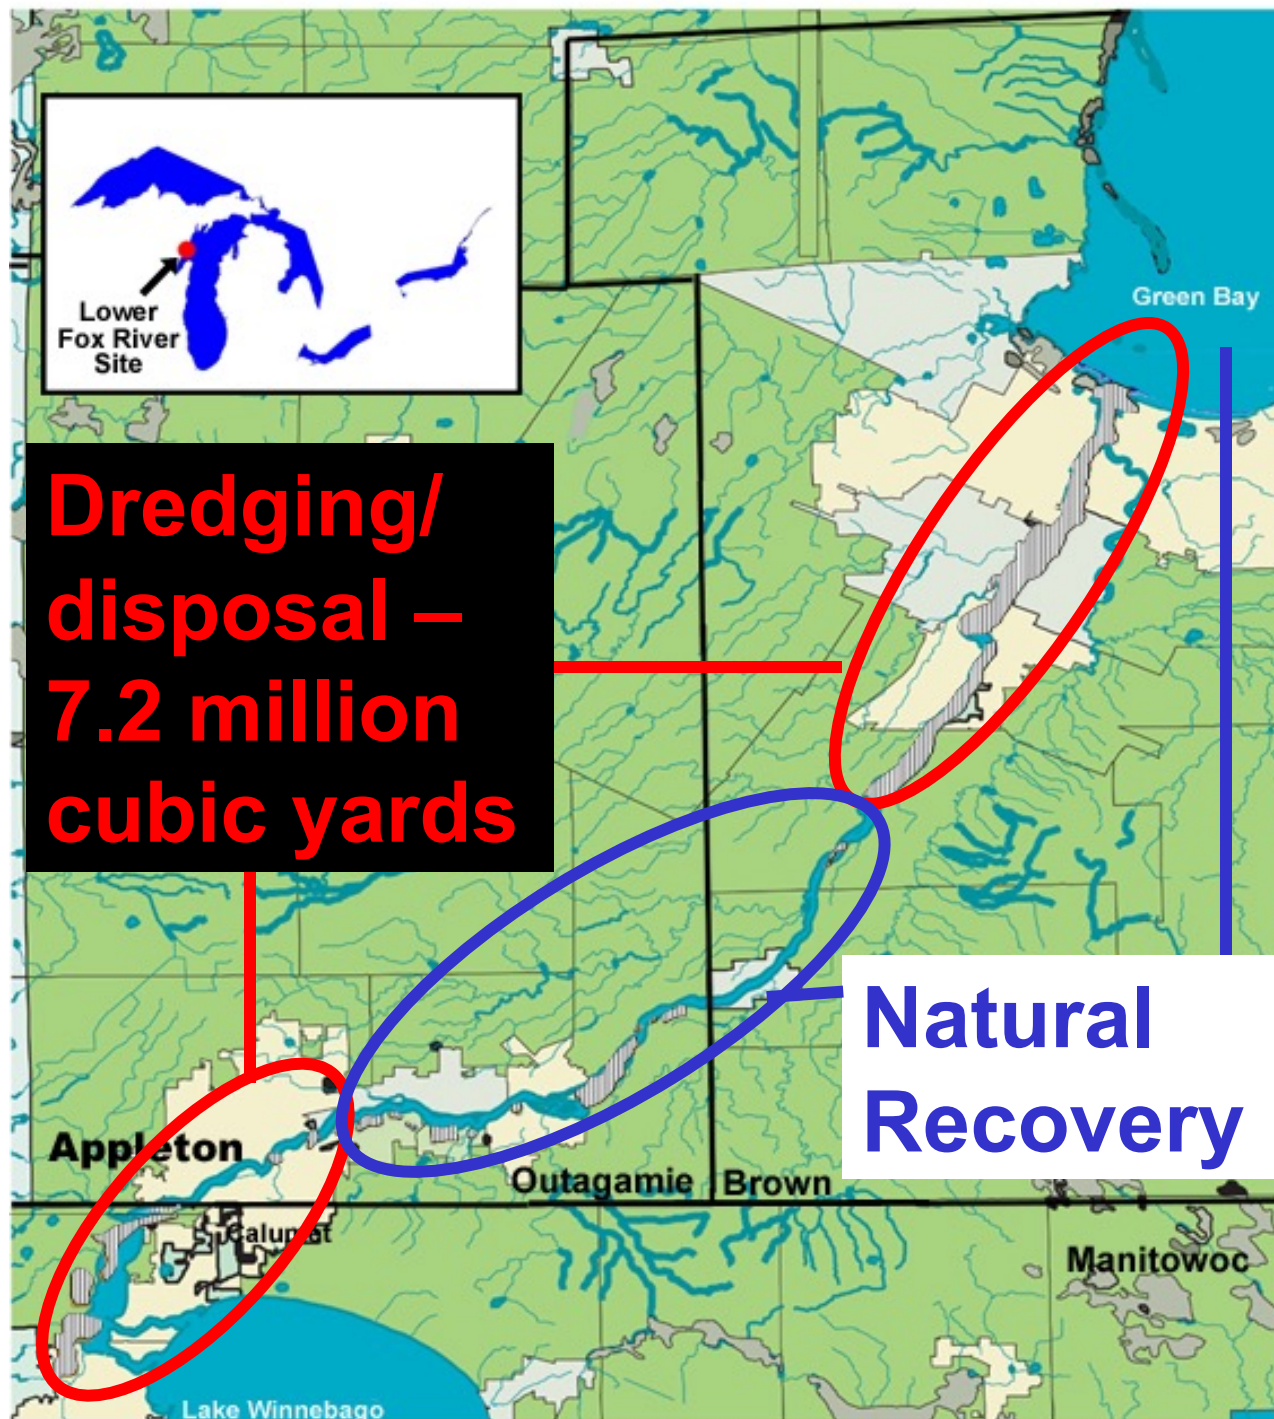 Lower
Fox River
Site
Green Bay
Dredging/
disposal –
7.2 million
cubic yards
Natural
Recovery
Appleton
Outagamie
Brown
Calumet
Manitowoc
Lake Winnebago